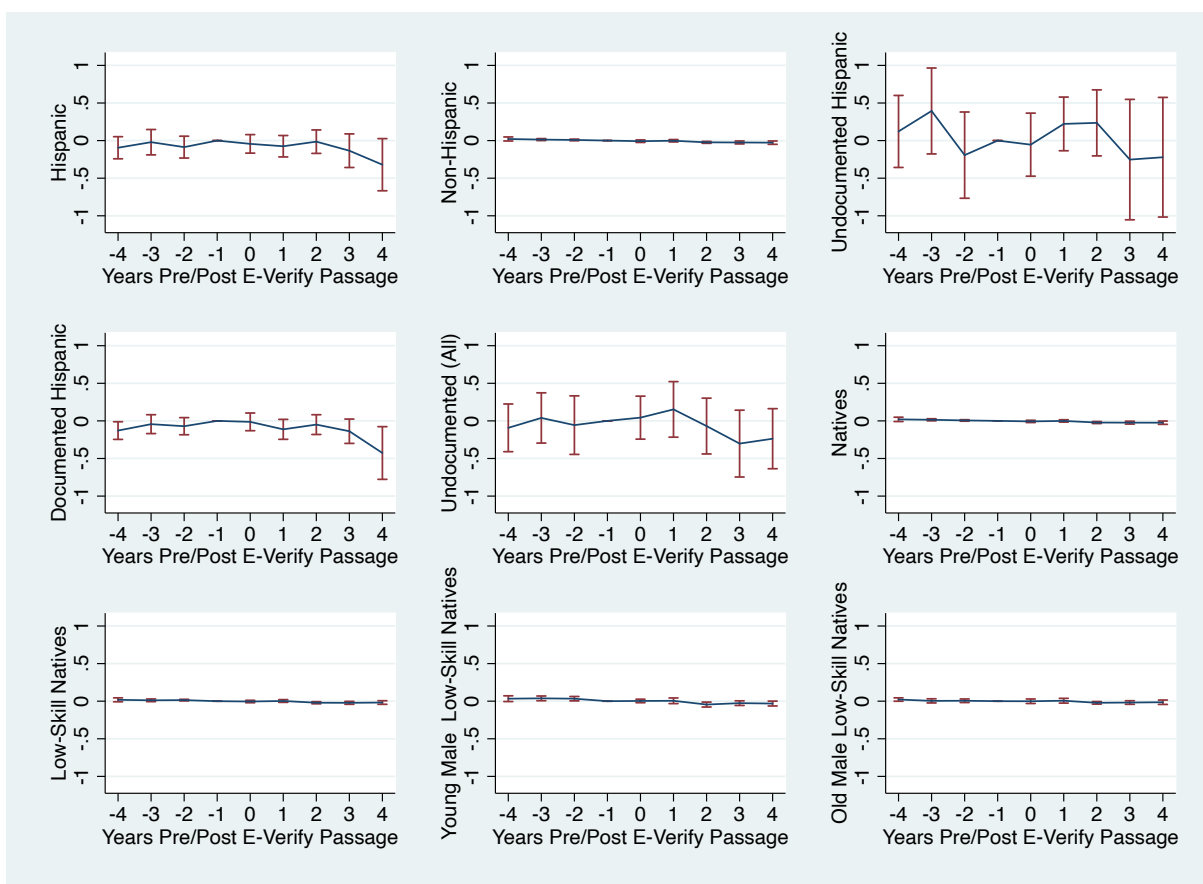 Hispanic
1
.5
0
-.5
-1
-4 -3 -2 -1 0 1 2 3 4
Years Pre/Post E-Verify Passage
Non-Hispanic
1
.5
0
-.5
-1
-4 -3 -2 -1 0 1 2 3 4
Years Pre/Post E-Verify Passage
Undocumented Hispanic
1
.5
0
-.5
-1
-4 -3 -2 -1 0 1 2 3 4
Years Pre/Post E-Verify Passage
Documented Hispanic
1
.5
0
-.5
-1
-4 -3 -2 -1 0 1 2 3 4
Years Pre/Post E-Verify Passage
Undocumented (All)
1
.5
0
-.5
-1
-4 -3 -2 -1 0 1 2 3 4
Years Pre/Post E-Verify Passage
Natives
1
.5
0
-.5
-1
-4 -3 -2 -1 0 1 2 3 4
Years Pre/Post E-Verify Passage
Low-Skill Natives
1
.5
0
-.5
-1
-4 -3 -2 -1 0 1 2 3 4
Years Pre/Post E-Verify Passage
Young Male Low-Skill Natives
1
.5
0
-.5
-1
-4 -3 -2 -1 0 1 2 3 4
Years Pre/Post E-Verify Passage
Old Male Low-Skill Natives
1
.5
0
-.5
-1
-4 -3 -2 -1 0 1 2 3 4
Years Pre/Post E-Verify Passage